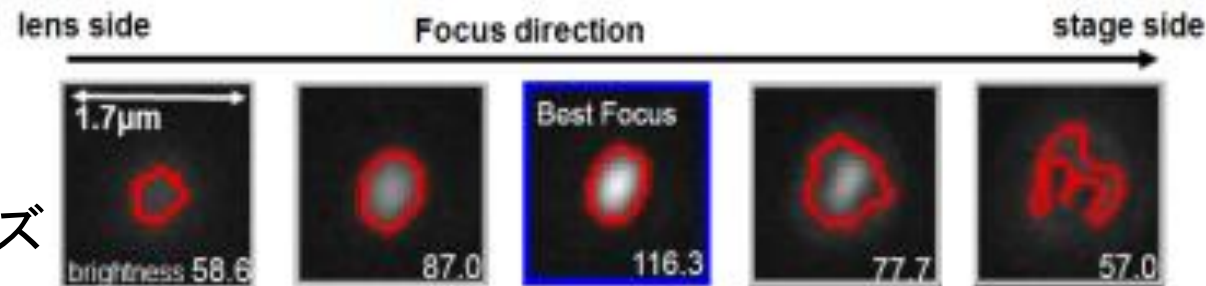 lens side Focus direction stage side
1.7μm
Best Focus
ズ
brightness 58.6 87.0 116.3 77.7 57.0